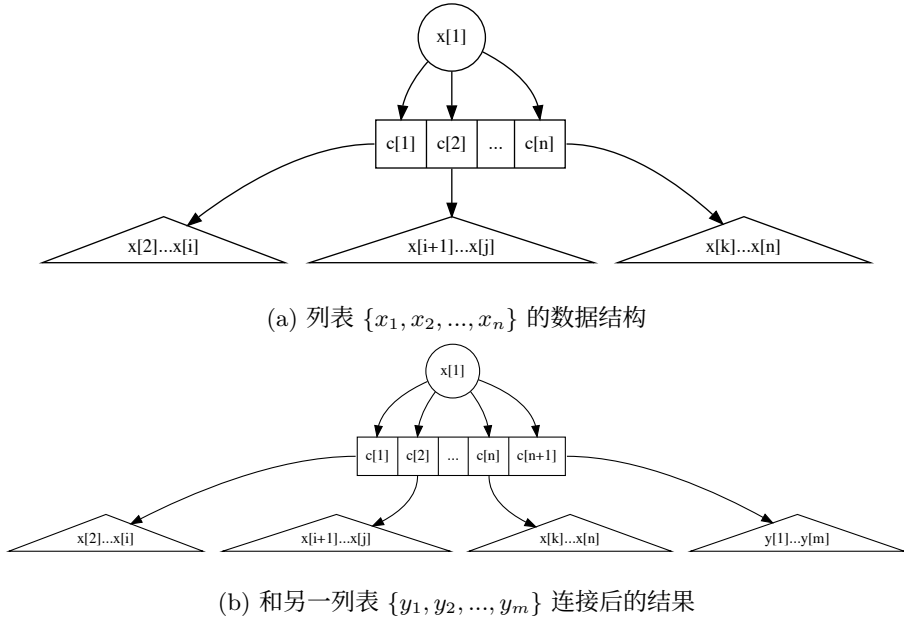 x[1]
c[1] c[2] ... c[n]
x[2]...x[i] x[i+1]...x[j] x[k]...x[n]
(a) 列表 {x₁, x₂, ..., xₙ} 的数据结构
x[1]
c[1] c[2] ... c[n] c[n+1]
x[2]...x[i] x[i+1]...x[j] x[k]...x[n] y[1]...y[m]
(b) 和另一列表 {y₁, y₂, ..., yₘ} 连接后的结果